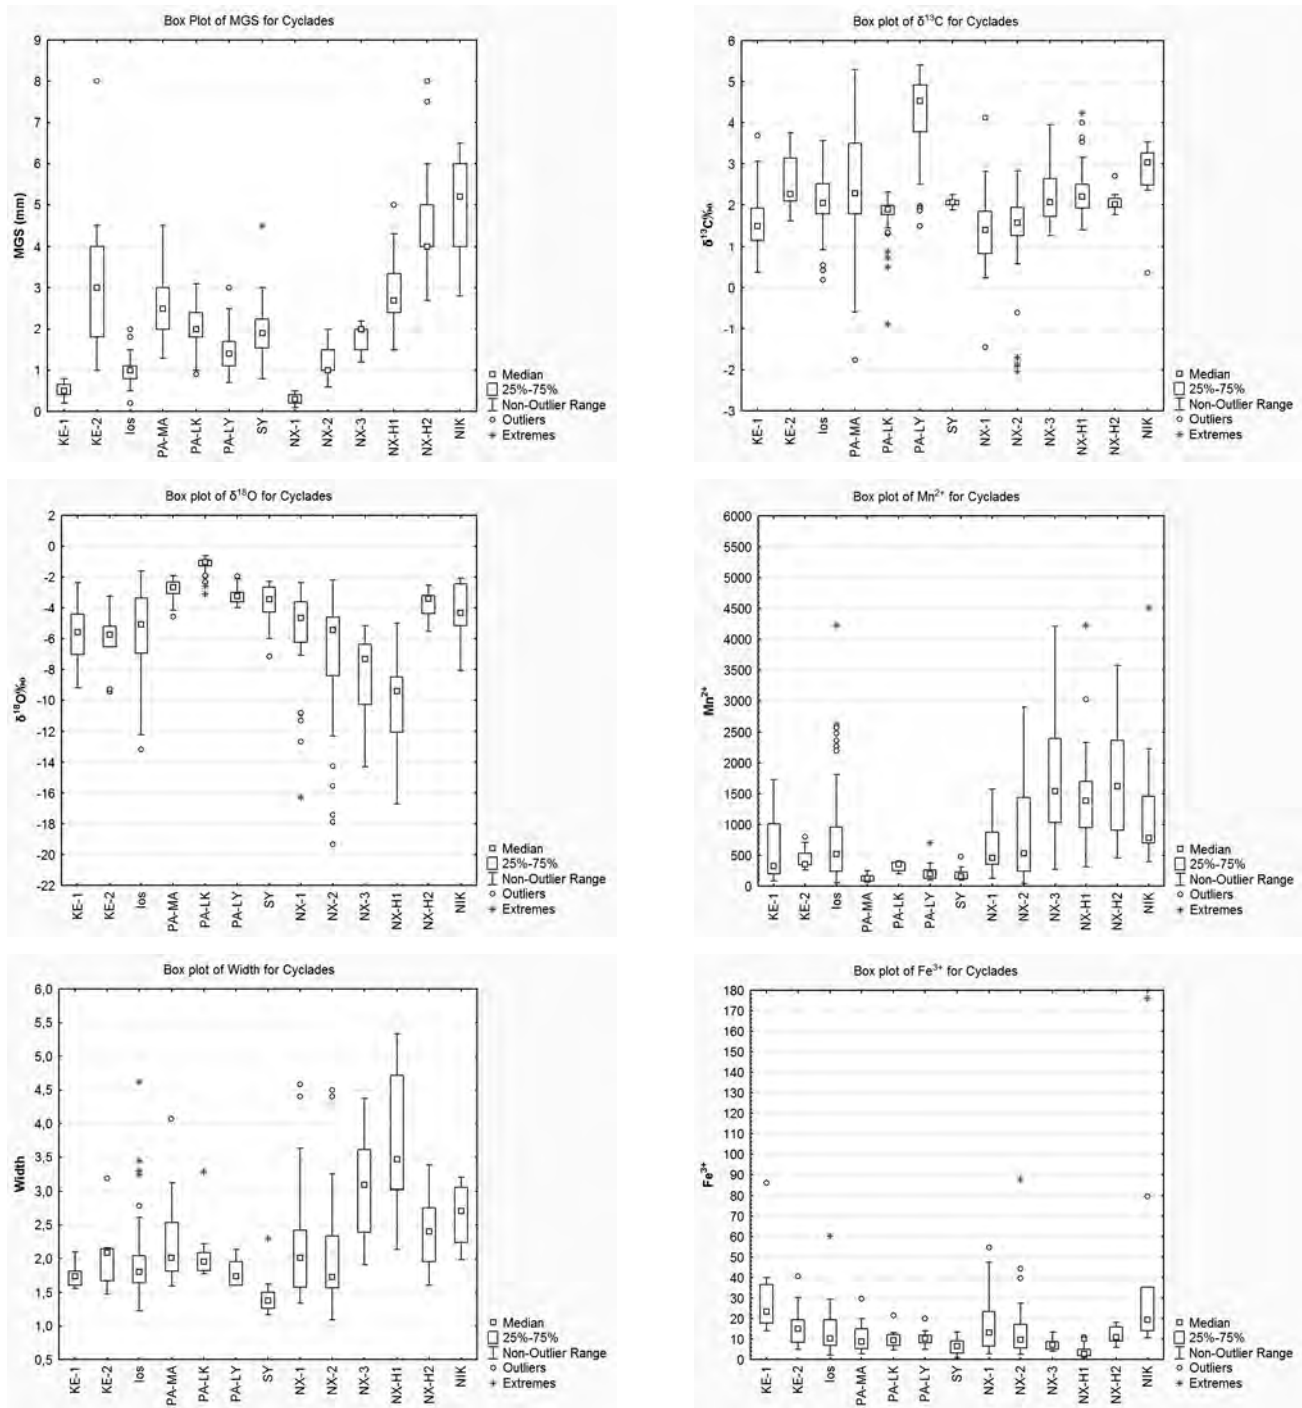 Box Plot of MGS for Cyclades
9
8
7
6
5
4
3
2
1
0
MGS (mm)
KE-1
KE-2
Ios
PA-MA
PA-LK
PA-LY
SY
NX-1
NX-2
NX-3
NX-H1
NX-H2
NIK
Median
25%-75%
Non-Outlier Range
Outliers
Extremes
Box plot of δ¹³C for Cyclades
6
5
4
3
2
1
0
-1
-2
-3
δ¹³C‰
KE-1
KE-2
Ios
PA-MA
PA-LK
PA-LY
SY
NX-1
NX-2
NX-3
NX-H1
NX-H2
NIK
Median
25%-75%
Non-Outlier Range
Outliers
Extremes
Box plot of δ¹⁸O for Cyclades
2
0
-2
-4
-6
-8
-10
-12
-14
-16
-18
-20
-22
δ¹⁸O‰
KE-1
KE-2
Ios
PA-MA
PA-LK
PA-LY
SY
NX-1
NX-2
NX-3
NX-H1
NX-H2
NIK
Median
25%-75%
Non-Outlier Range
Outliers
Extremes
Box plot of Mn²⁺ for Cyclades
6000
5500
5000
4500
4000
3500
3000
2500
2000
1500
1000
500
0
Mn²⁺
KE-1
KE-2
Ios
PA-MA
PA-LK
PA-LY
SY
NX-1
NX-2
NX-3
NX-H1
NX-H2
NIK
Median
25%-75%
Non-Outlier Range
Outliers
Extremes
Box plot of Width for Cyclades
6,0
5,5
5,0
4,5
4,0
3,5
3,0
2,5
2,0
1,5
1,0
0,5
Width
KE-1
KE-2
Ios
PA-MA
PA-LK
PA-LY
SY
NX-1
NX-2
NX-3
NX-H1
NX-H2
NIK
Median
25%-75%
Non-Outlier Range
Outliers
Extremes
Box plot of Fe³⁺ for Cyclades
180
170
160
150
140
130
120
110
100
90
80
70
60
50
40
30
20
10
0
Fe³⁺
KE-1
KE-2
Ios
PA-MA
PA-LK
PA-LY
SY
NX-1
NX-2
NX-3
NX-H1
NX-H2
NIK
Median
25%-75%
Non-Outlier Range
Outliers
Extremes